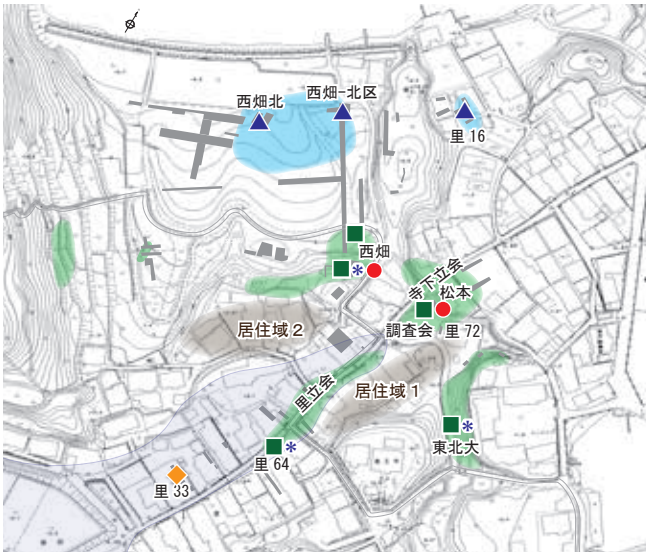 西畑-北区
西畑北
里 16
西畑
*
寺下立会
松本
調査会
里 72
居住域2
居住域1
里立会
*
東北大
*
里 64
里 33